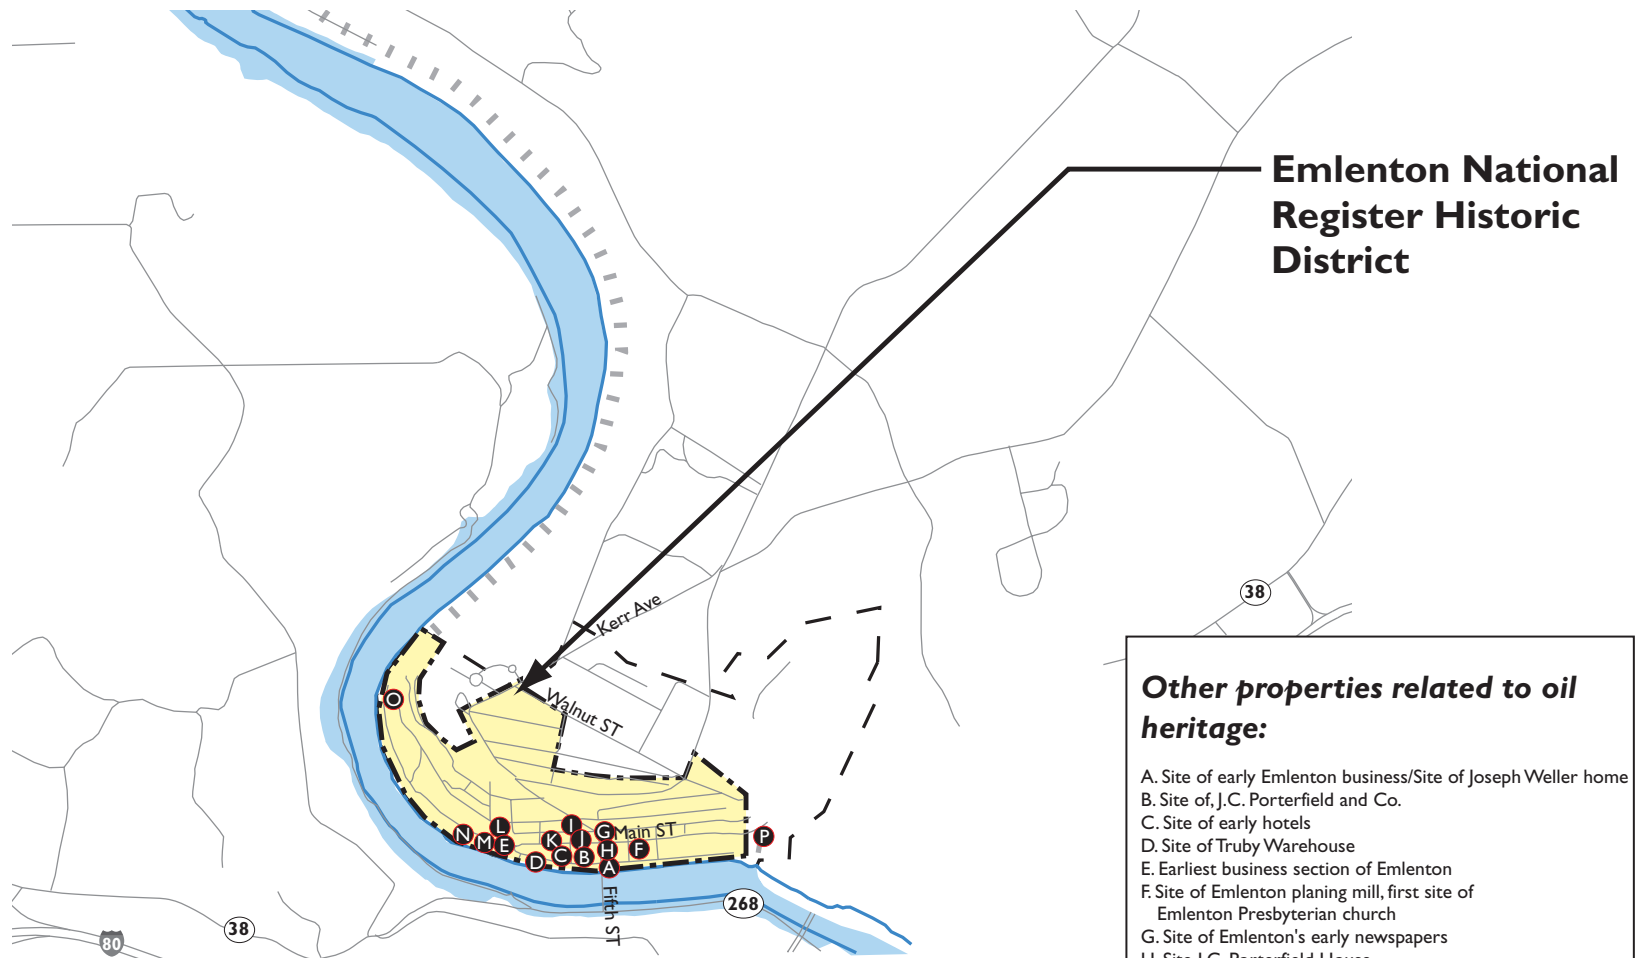 Emlenton National
Register Historic
District
38
Kerr Ave
Walnut ST
O
L
I
N
M
E
K
J
G
Main ST
H
F
P
D
C
B
A
Fifth ST
268
38
80
Other properties related to oil
heritage:
A. Site of early Emlenton business/Site of Joseph Weller home
B. Site of, J.C. Porterfield and Co.
C. Site of early hotels
D. Site of Truby Warehouse
E. Earliest business section of Emlenton
F. Site of Emlenton planing mill, first site of
Emlenton Presbyterian church
G. Site of Emlenton's early newspapers
H. Site J.C. Porterfield House